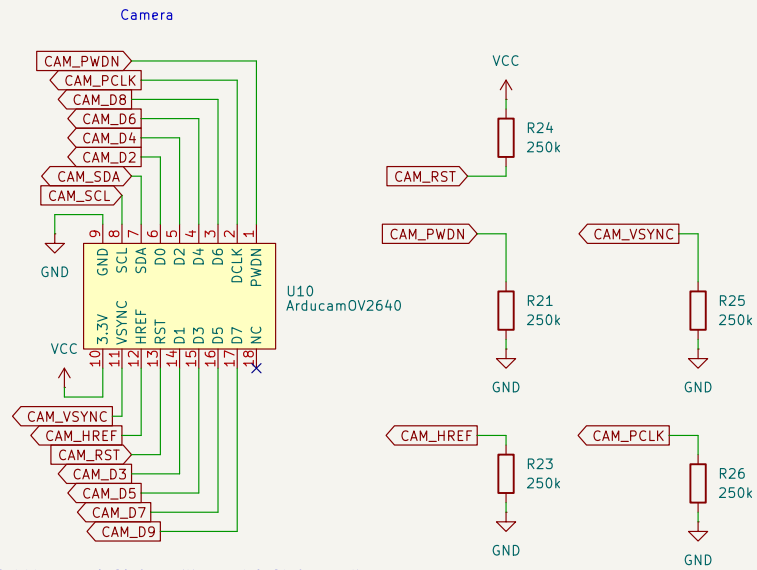 Camera
CAM_PWDN
CAM_PCLK
CAM_D8
CAM_D6
CAM_D4
CAM_D2
CAM_SDA
CAM_SCL
GND
9 8 7 6 5 4 3 2 1
GND SCL SDA D0 D2 D4 D6 DCLK PWDN
U10
ArducamOV2640
3.3V VSYNC HREF RST D1 D3 D5 D7 NC
10 11 12 13 14 15 16 17 18
VCC
CAM_VSYNC
CAM_HREF
CAM_RST
CAM_D3
CAM_D5
CAM_D7
CAM_D9
VCC
R24
250k
CAM_RST
CAM_PWDN
R21
250k
GND
CAM_VSYNC
R25
250k
GND
CAM_HREF
R23
250k
GND
CAM_PCLK
R26
250k
GND